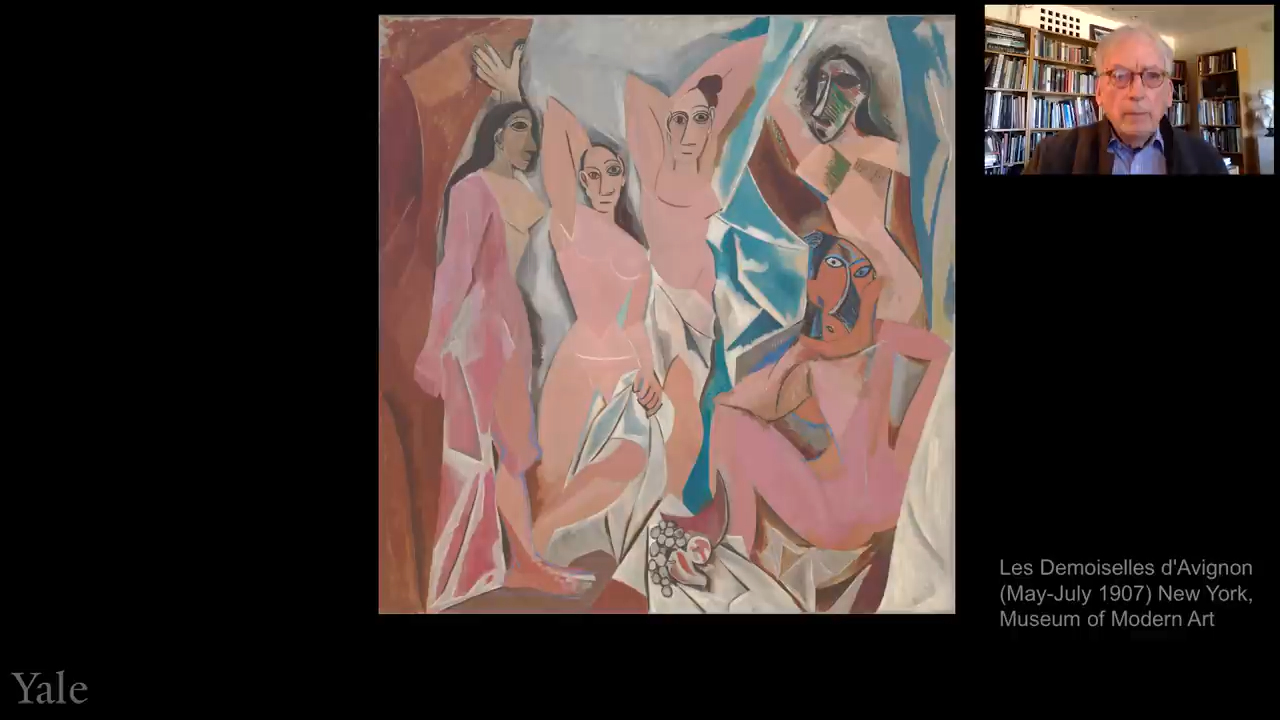 Les Demoiselles d'Avignon
(May-July 1907) New York,
Museum of Modern Art
Yale